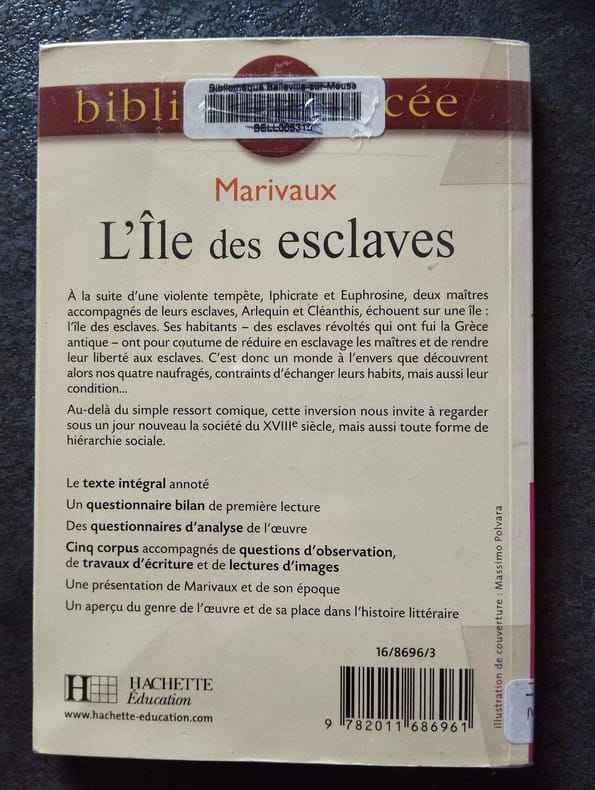 Bibliothèque Belleville-sur-Meuse
BELL005310
bibli cée
Marivaux
L'Île des esclaves
À la suite d'une violente tempête, Iphicrate et Euphrosine, deux maîtres
accompagnés de leurs esclaves, Arlequin et Cléanthis, échouent sur une île :
l'île des esclaves. Ses habitants – des esclaves révoltés qui ont fui la Grèce
antique – ont pour coutume de réduire en esclavage les maîtres et de rendre
leur liberté aux esclaves. C'est donc un monde à l'envers que découvrent
alors nos quatre naufragés, contraints d'échanger leurs habits, mais aussi leur
condition...
Au-delà du simple ressort comique, cette inversion nous invite à regarder
sous un jour nouveau la société du XVIIIe siècle, mais aussi toute forme de
hiérarchie sociale.
Le texte intégral annoté
Un questionnaire bilan de première lecture
Des questionnaires d'analyse de l'œuvre
Cinq corpus accompagnés de questions d'observation,
de travaux d'écriture et de lectures d'images
Une présentation de Marivaux et de son époque
Un aperçu du genre de l'œuvre et de sa place dans l'histoire littéraire
illustration de couverture : Massimo Polvara
16/8696/3
H HACHETTE
Éducation
www.hachette-education.com
9 782011 686961